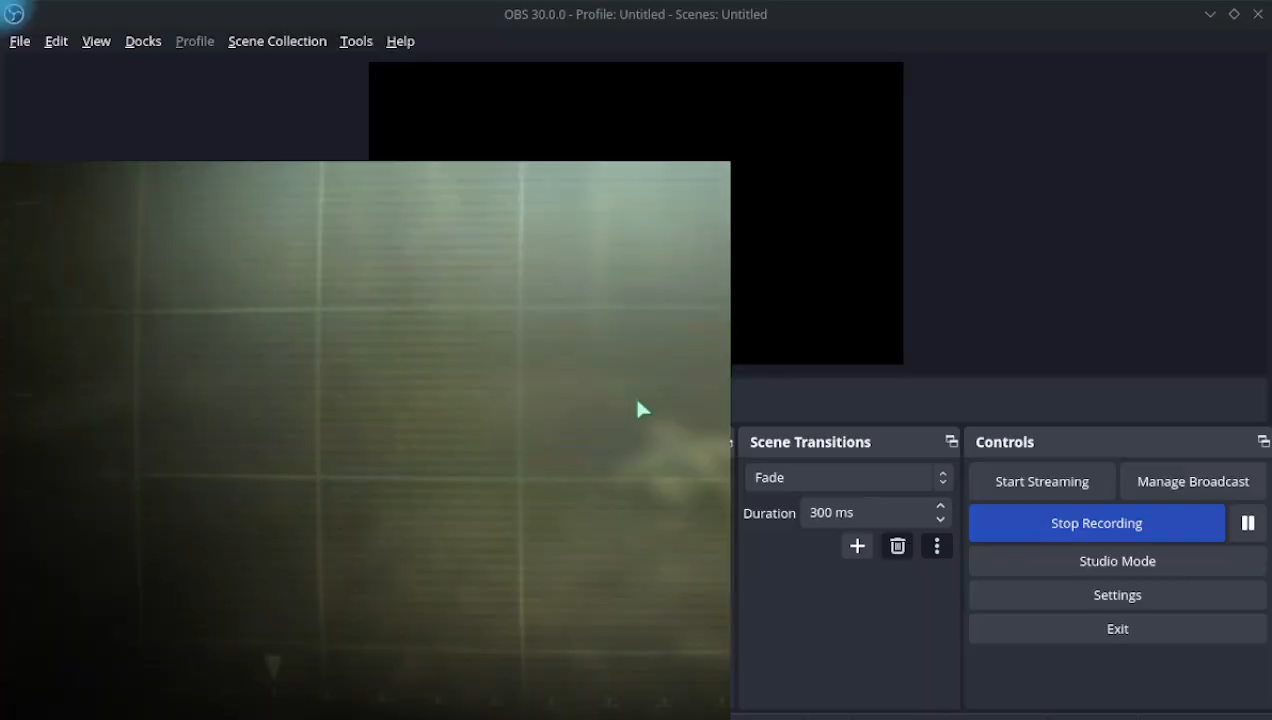 OBS 30.0.0 - Profile: Untitled - Scenes: Untitled
File Edit View Docks Profile Scene Collection Tools Help
Scene Transitions
Fade
Duration 300 ms
Controls
Start Streaming Manage Broadcast
Stop Recording
Studio Mode
Settings
Exit